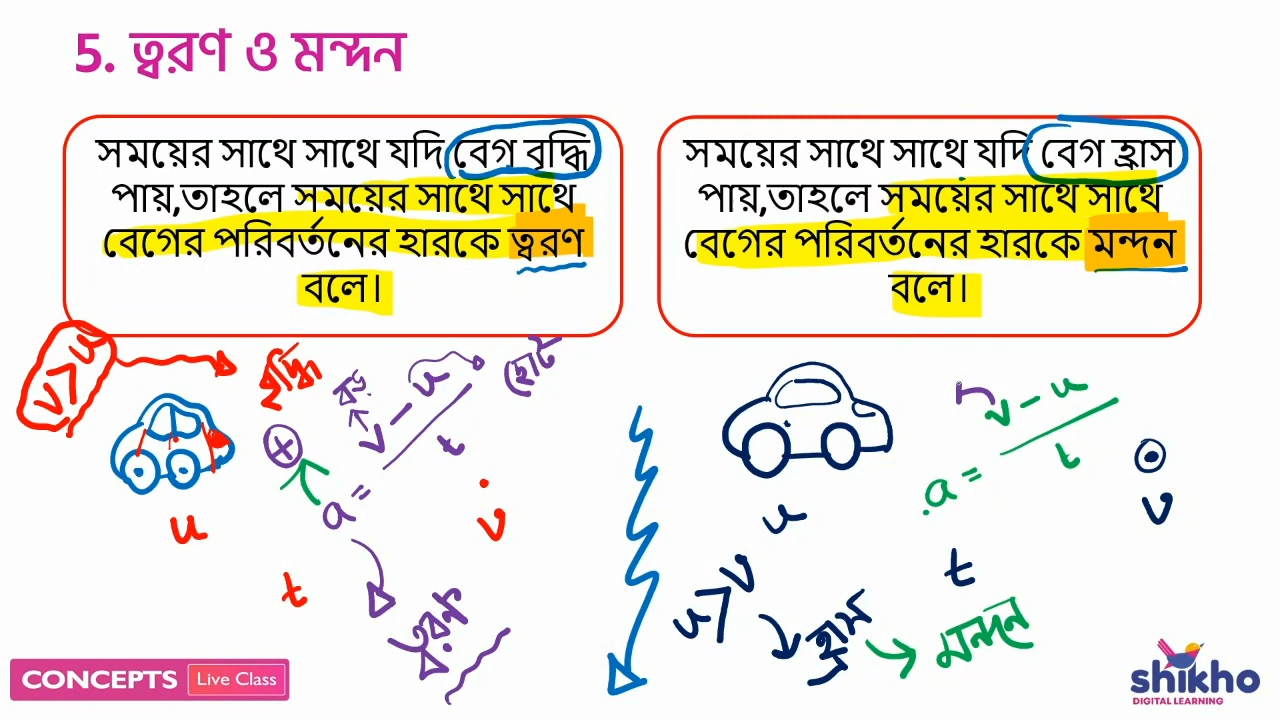 5. ত্বরণ ও মন্দন
সময়ের সাথে সাথে যদি বেগ বৃদ্ধি
পায়,তাহলে সময়ের সাথে সাথে
বেগের পরিবর্তনের হারকে ত্বরণ
বলে।
সময়ের সাথে সাথে যদি বেগ হ্রাস
পায়,তাহলে সময়ের সাথে সাথে
বেগের পরিবর্তনের হারকে মন্দন
বলে।
v>u
বৃদ্ধি
বড়
ছোট
+
a = v-u
t
u
v
t
ত্বরণ
a = v-u
t
u
v
t
u>v
হ্রাস
মন্দন
CONCEPTS Live Class
shikho
DIGITAL LEARNING